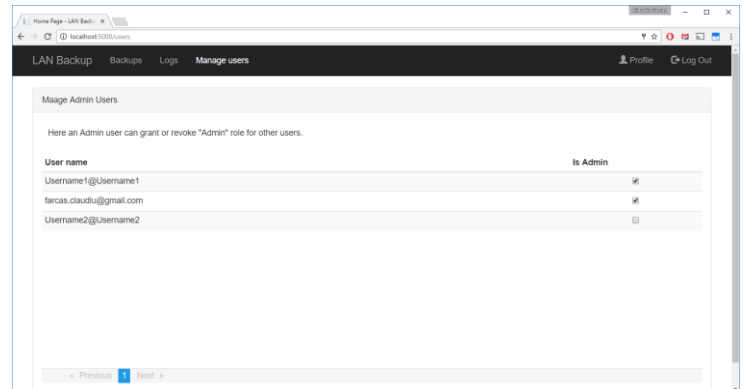 Home Page - LAN Back
localhost:5000/users
LAN Backup Backups Logs Manage users Profile Log Out
Maage Admin Users
Here an Admin user can grant or revoke "Admin" role for other users.
User name Is Admin
Username1@Username1
farcas.claudiu@gmail.com
Username2@Username2
« Previous 1 Next »